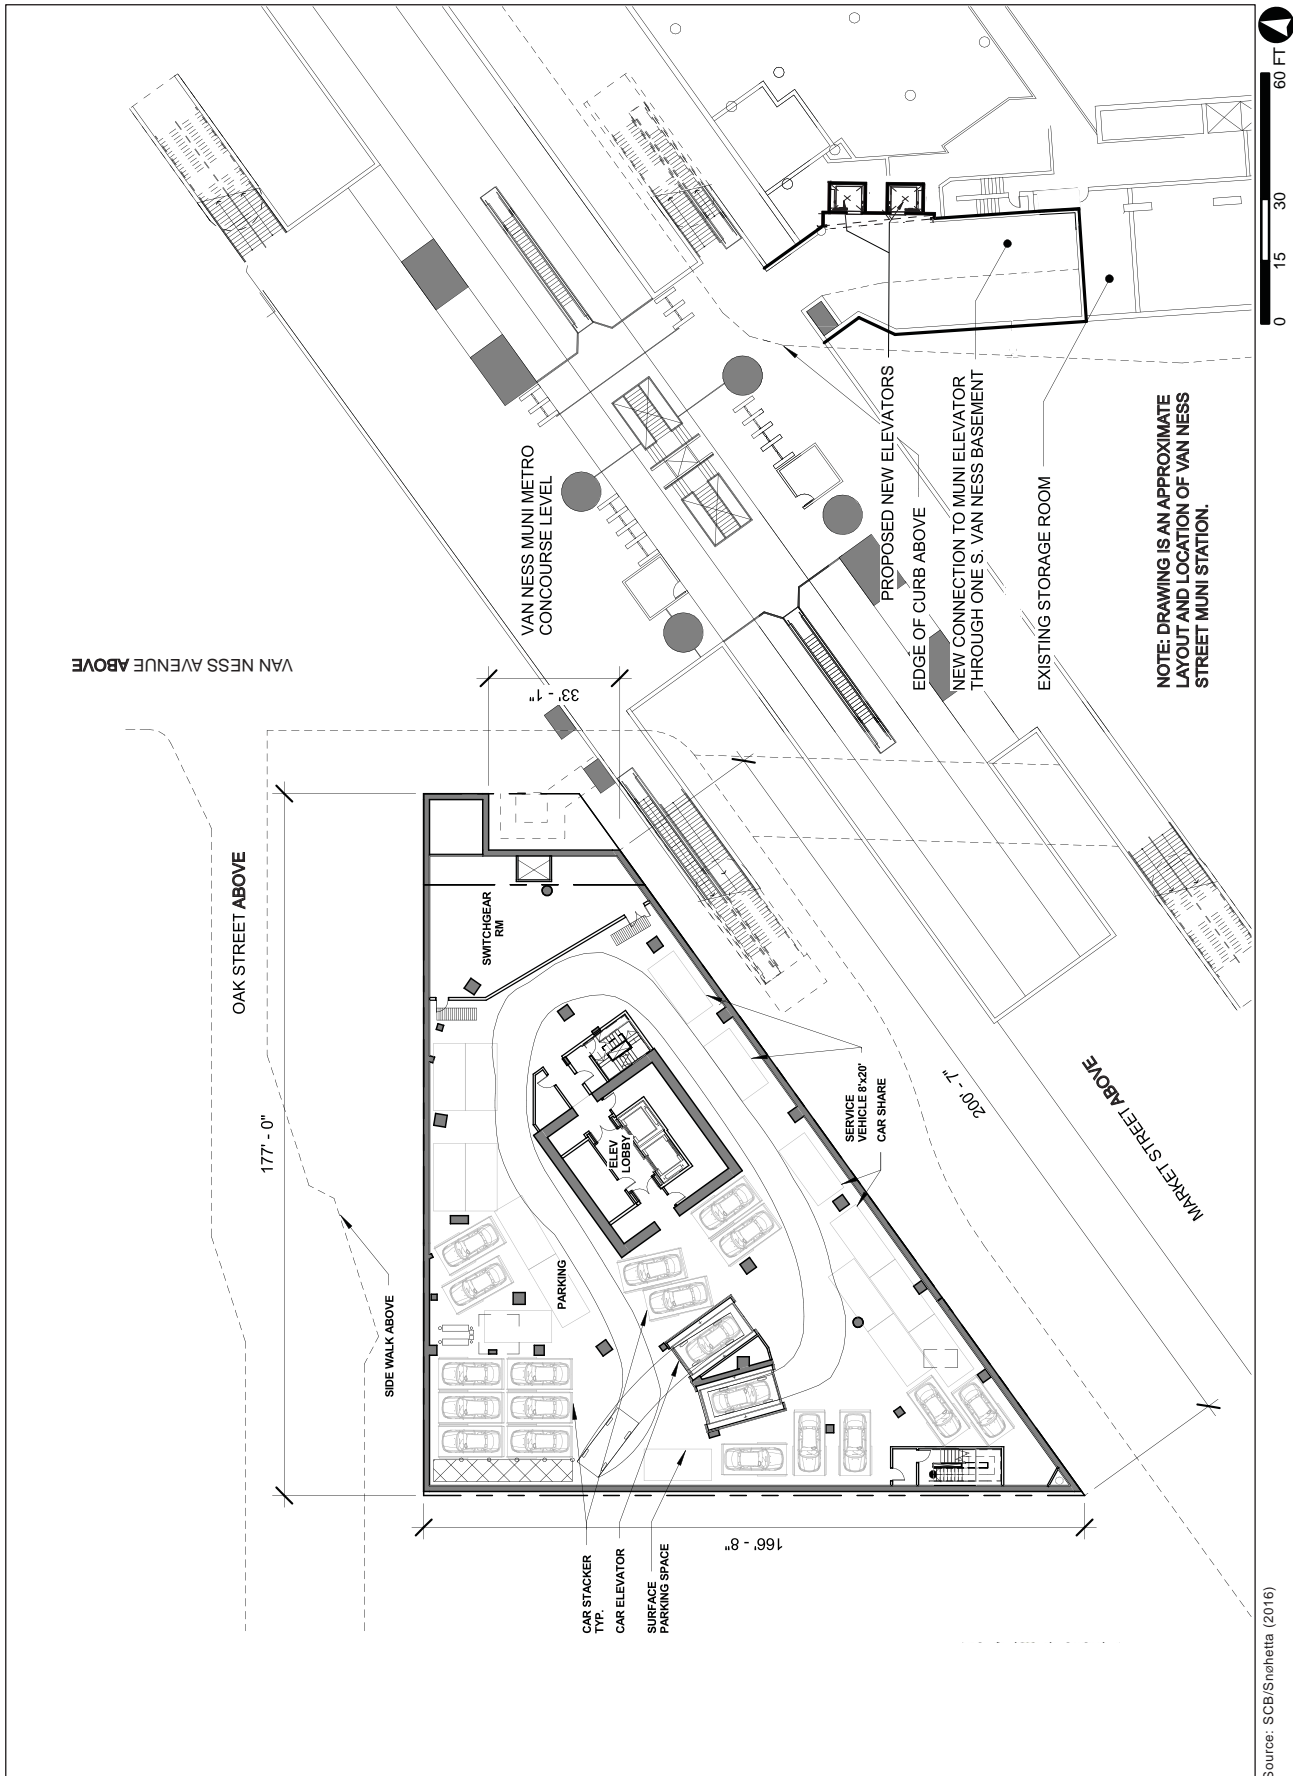 VAN NESS AVENUE ABOVE
OAK STREET ABOVE
177' - 0"
SIDE WALK ABOVE
VAN NESS MUNI METRO
CONCOURSE LEVEL
33' - 1"
SWITCHGEAR
RM
ELEV
LOBBY
PARKING
SERVICE
VEHICLE 8'x20'
CAR SHARE
200' - 7"
MARKET STREET ABOVE
166' - 8"
CAR STACKER
TYP.
CAR ELEVATOR
SURFACE
PARKING SPACE
PROPOSED NEW ELEVATORS
EDGE OF CURB ABOVE
NEW CONNECTION TO MUNI ELEVATOR
THROUGH ONE S. VAN NESS BASEMENT
EXISTING STORAGE ROOM
NOTE: DRAWING IS AN APPROXIMATE
LAYOUT AND LOCATION OF VAN NESS
STREET MUNI STATION.
0 15 30 60 FT
Source: SCB/Snøhetta (2016)